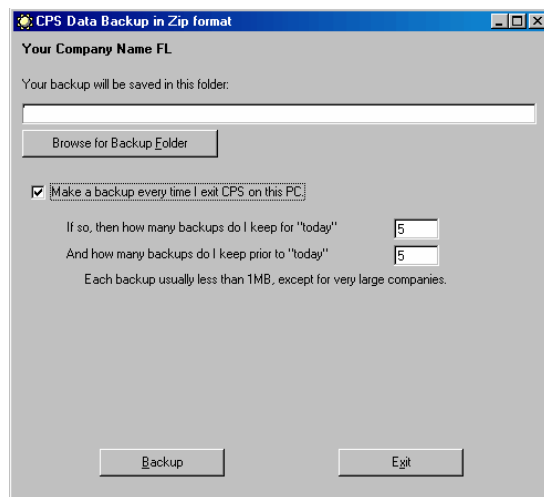 CPS Data Backup in Zip format
Your Company Name FL
Your backup will be saved in this folder:
Browse for Backup Folder
Make a backup every time I exit CPS on this PC.
If so, then how many backups do I keep for "today"
5
And how many backups do I keep prior to "today"
5
Each backup usually less than 1MB, except for very large companies.
Backup
Exit